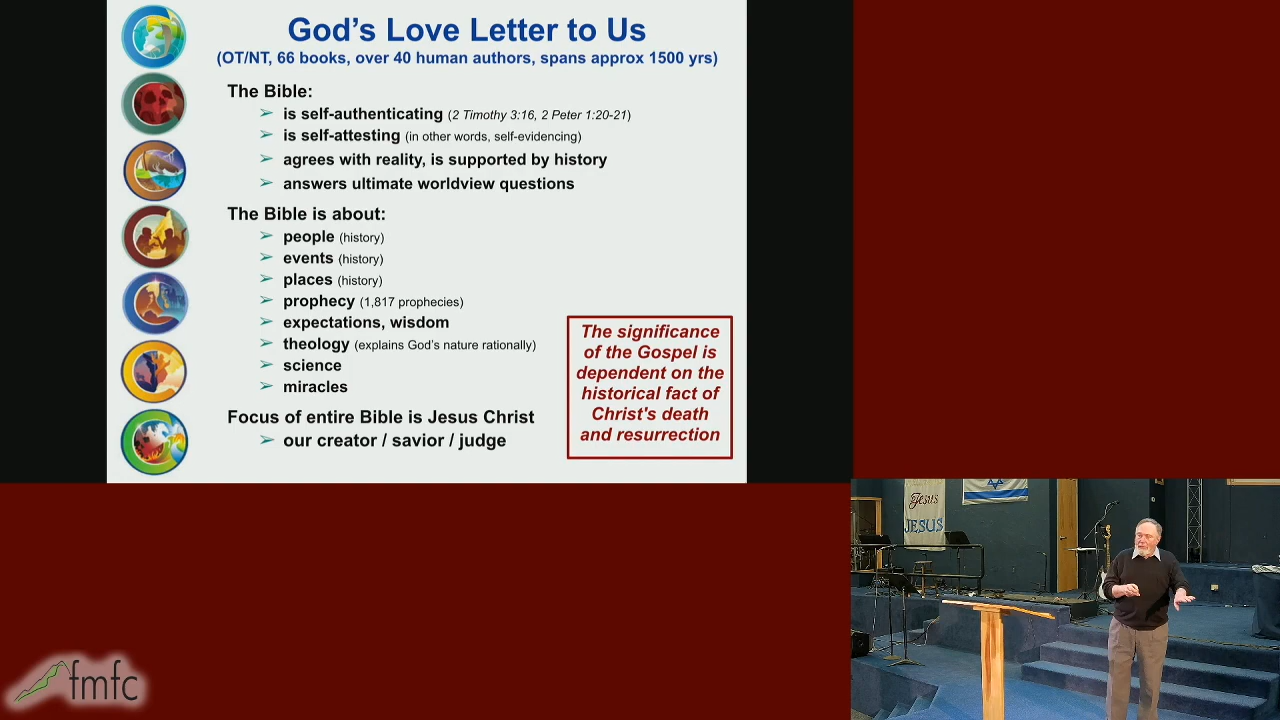 God's Love Letter to Us
(OT/NT, 66 books, over 40 human authors, spans approx 1500 yrs)
The Bible:
➢ is self-authenticating (2 Timothy 3:16, 2 Peter 1:20-21)
➢ is self-attesting (in other words, self-evidencing)
➢ agrees with reality, is supported by history
➢ answers ultimate worldview questions
The Bible is about:
➢ people (history)
➢ events (history)
➢ places (history)
➢ prophecy (1,817 prophecies)
➢ expectations, wisdom
➢ theology (explains God's nature rationally)
➢ science
➢ miracles
Focus of entire Bible is Jesus Christ
➢ our creator / savior / judge
The significance
of the Gospel is
dependent on the
historical fact of
Christ's death
and resurrection
Jesus
JESUS
fmfc